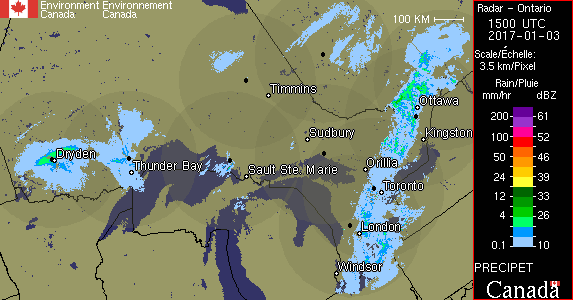 Environment Environnement
Canada Canada
100 KM
Timmins
Ottawa
Sudbury
Kingston
Dryden
Thunder Bay
Sault Ste. Marie
Orillia
Toronto
London
Windsor
Radar – Ontario
1500 UTC
2017-01-03
Scale/Échelle:
3.5 km/Pixel
Rain/Pluie
mm/hr dBZ
200 61
100 52
50 46
24 39
12 33
4 26
2 20
0.1 10
PRECIPET
Canada